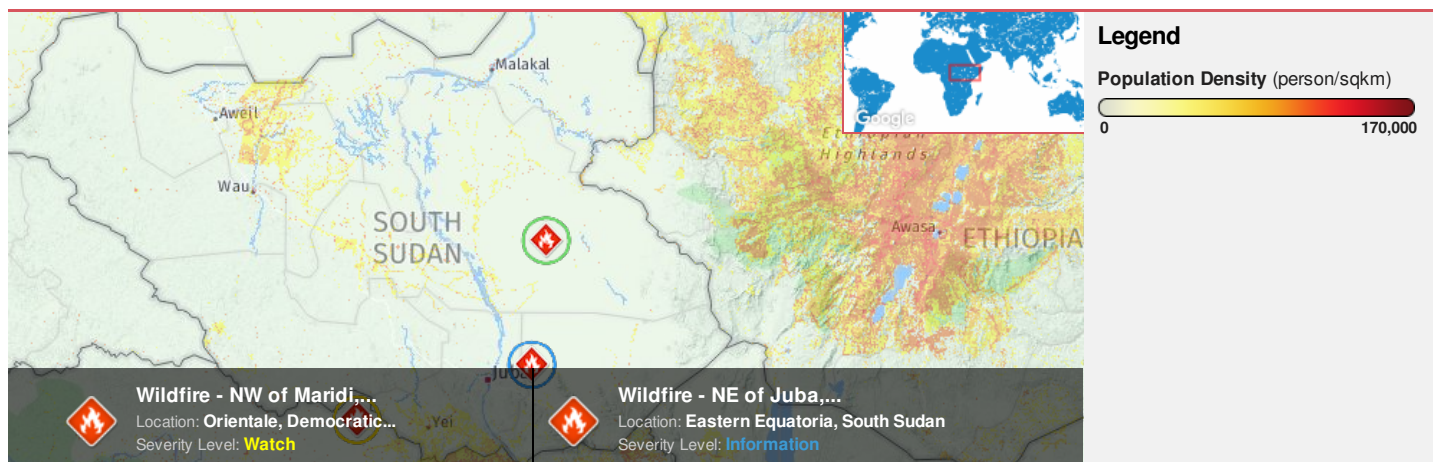 Malakal
Aweil
Wau
SOUTH
SUDAN
Ethiopian
Highlands
Awasa
ETHIOPIA
Google
Juba
Yei
Wildfire - NW of Maridi,...
Location: Orientale, Democratic...
Severity Level: Watch
Wildfire - NE of Juba,...
Location: Eastern Equatoria, South Sudan
Severity Level: Information
Legend
Population Density (person/sqkm)
0 170,000